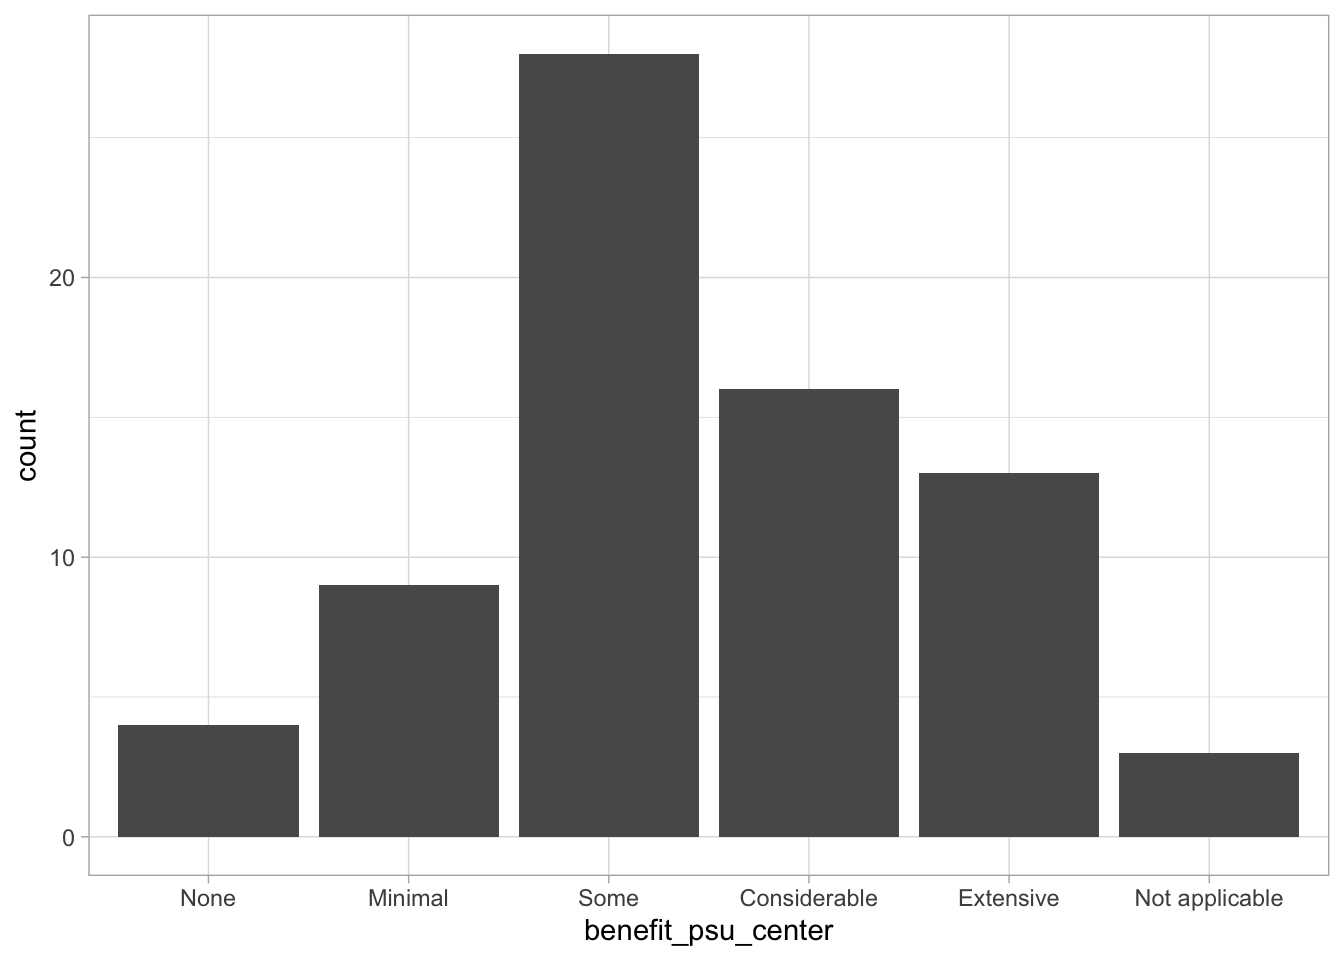 20
10
0
count
None Minimal Some Considerable Extensive Not applicable
benefit_psu_center